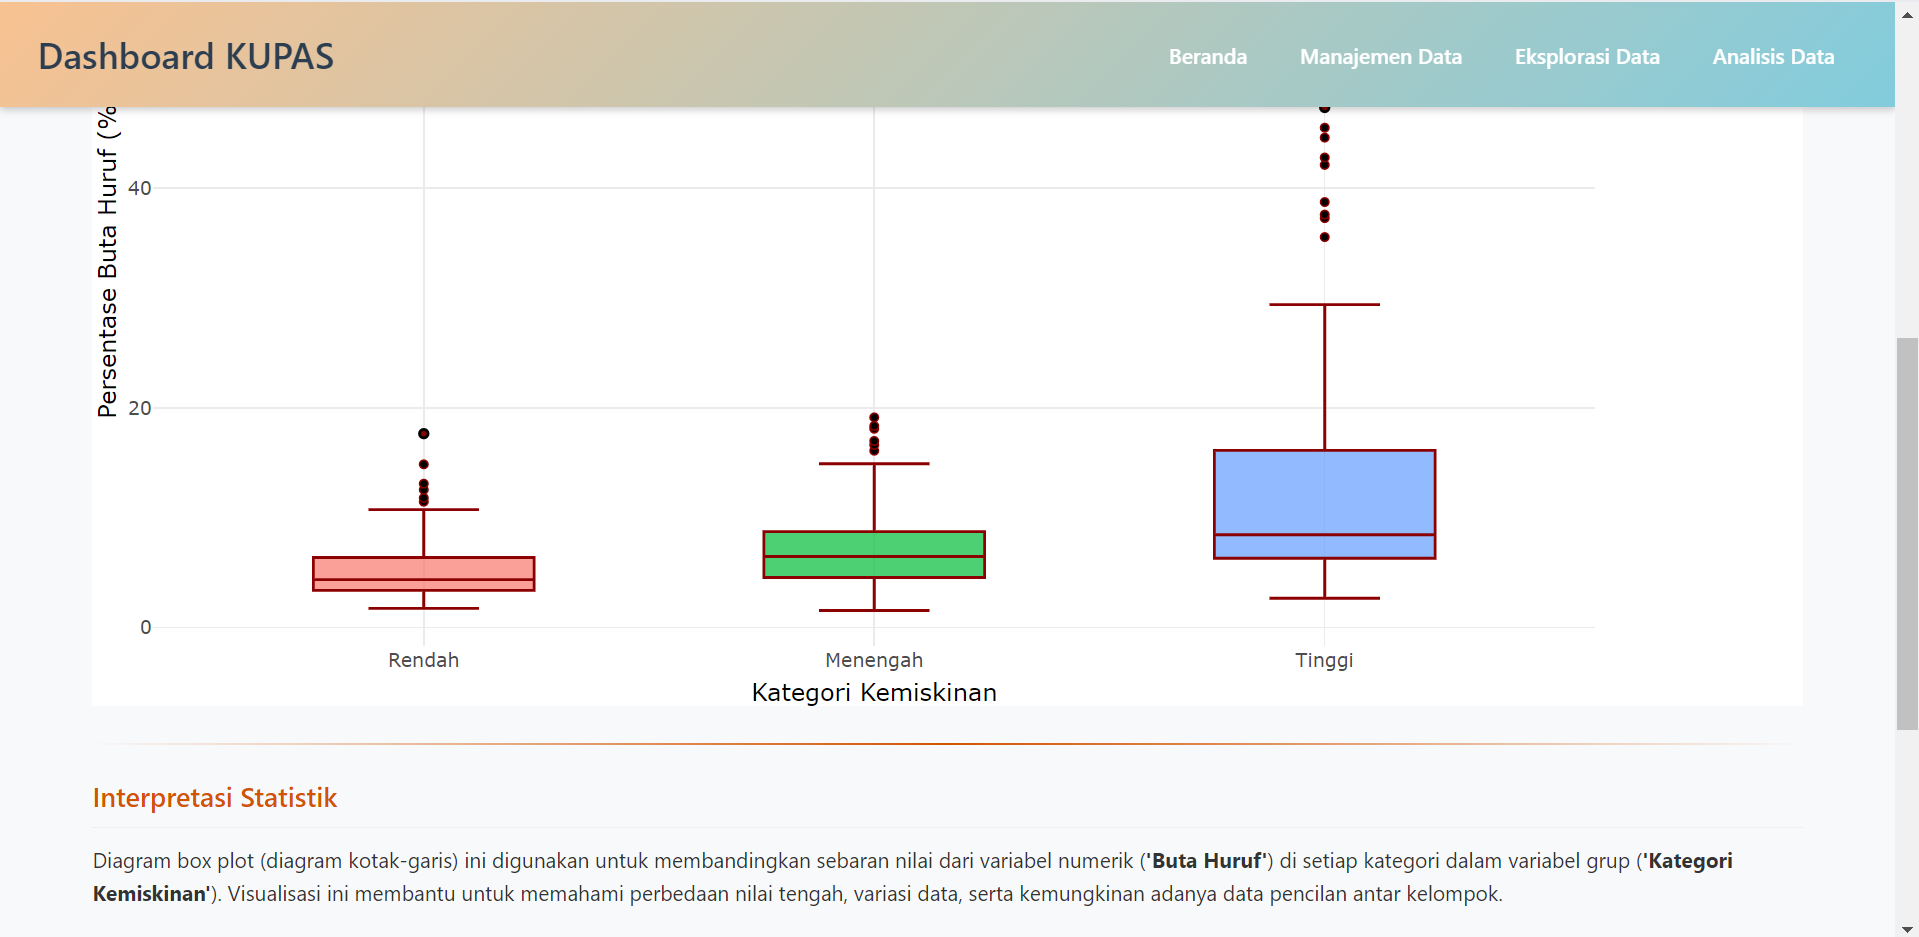 Dashboard KUPAS
Beranda
Manajemen Data
Eksplorasi Data
Analisis Data
Persentase Buta Huruf (%
40
20
0
Rendah
Menengah
Tinggi
Kategori Kemiskinan
Interpretasi Statistik
Diagram box plot (diagram kotak-garis) ini digunakan untuk membandingkan sebaran nilai dari variabel numerik ('Buta Huruf') di setiap kategori dalam variabel grup ('Kategori
Kemiskinan'). Visualisasi ini membantu untuk memahami perbedaan nilai tengah, variasi data, serta kemungkinan adanya data pencilan antar kelompok.